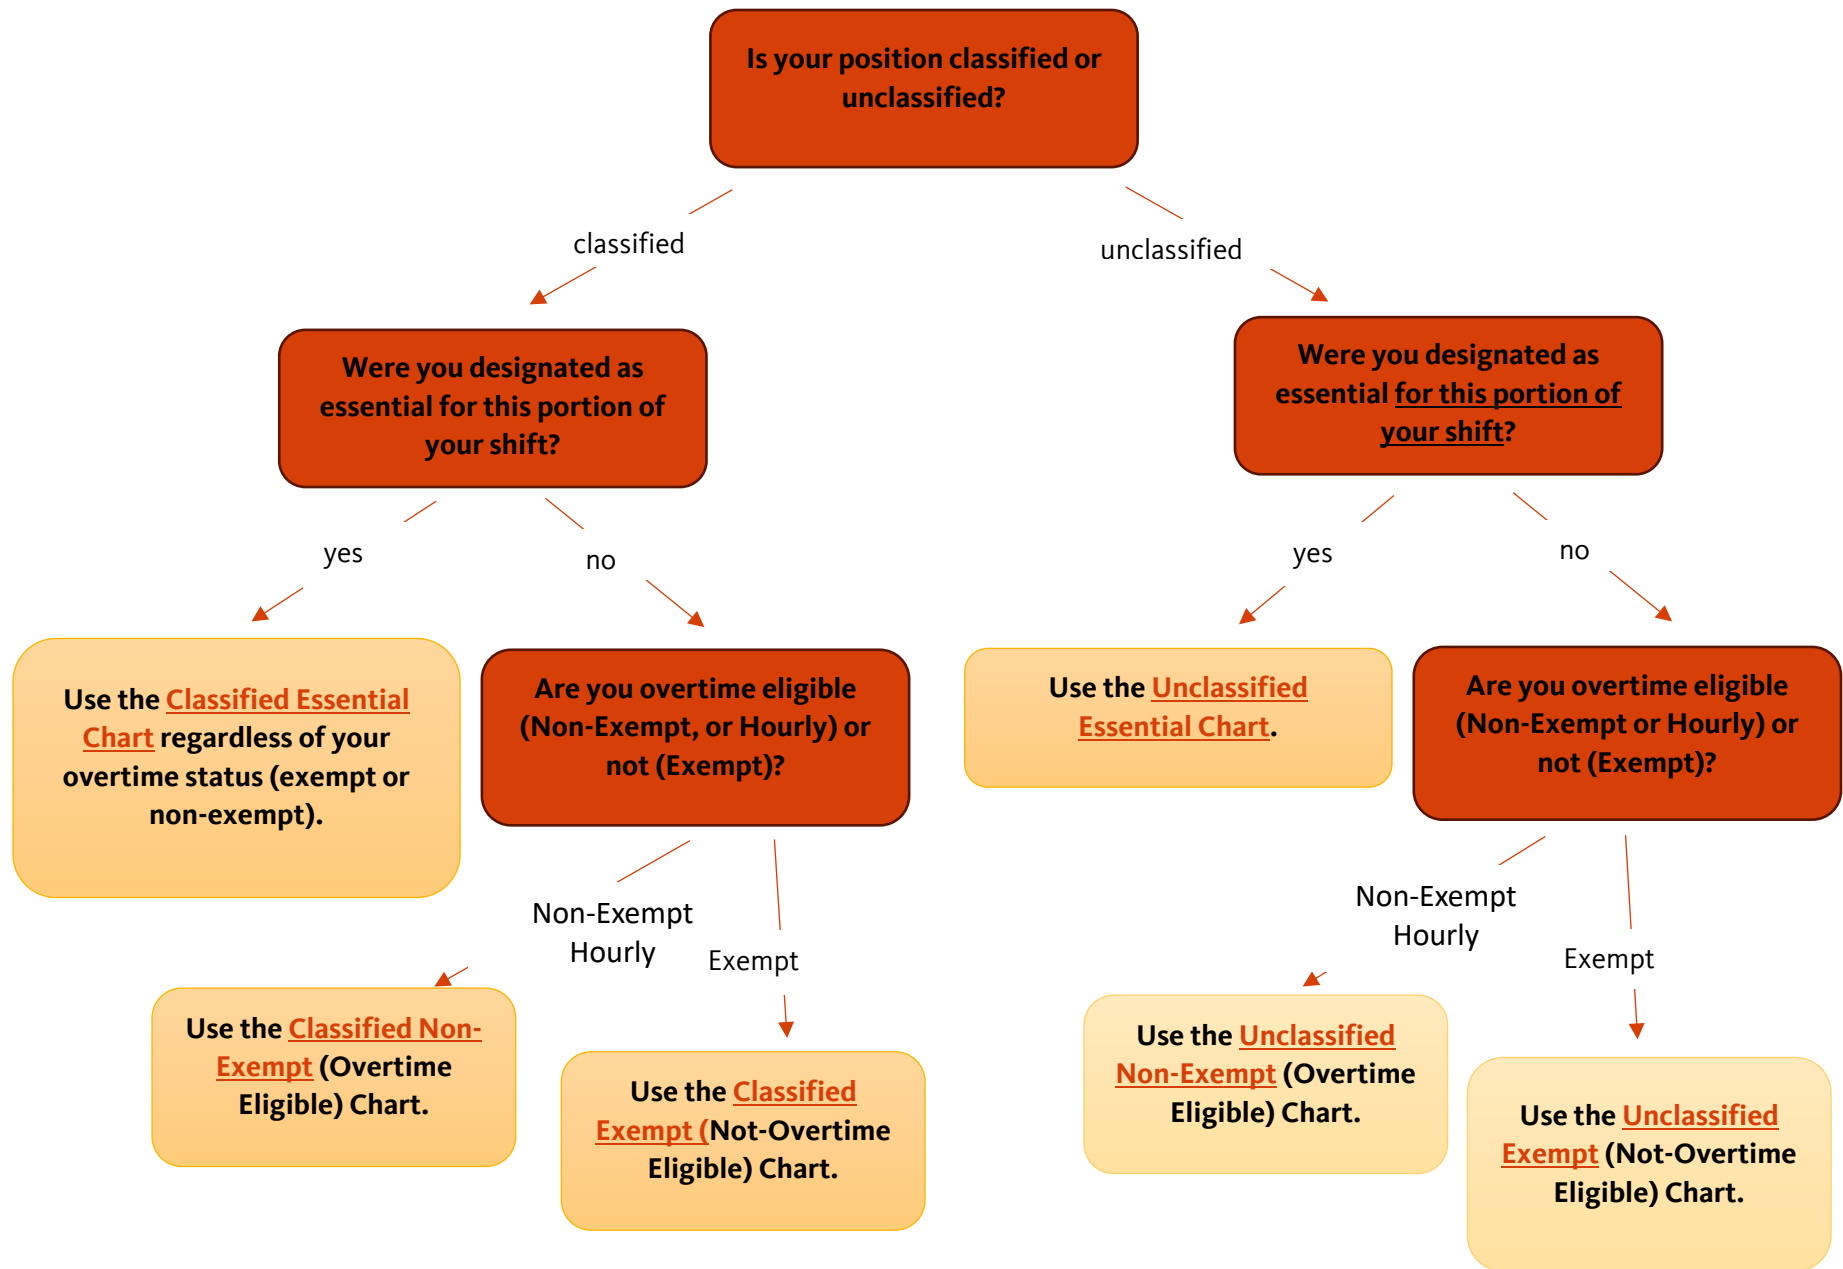 Is your position classified or
unclassified?
classified
unclassified
Were you designated as
essential for this portion of
your shift?
Were you designated as
essential for this portion of
your shift?
yes
no
yes
no
Use the Classified Essential
Chart regardless of your
overtime status (exempt or
non-exempt).
Are you overtime eligible
(Non-Exempt, or Hourly) or
not (Exempt)?
Use the Unclassified
Essential Chart.
Are you overtime eligible
(Non-Exempt or Hourly) or
not (Exempt)?
Non-Exempt
Hourly
Exempt
Non-Exempt
Hourly
Exempt
Use the Classified Non-
Exempt (Overtime
Eligible) Chart.
Use the Classified
Exempt (Not-Overtime
Eligible) Chart.
Use the Unclassified
Non-Exempt (Overtime
Eligible) Chart.
Use the Unclassified
Exempt (Not-Overtime
Eligible) Chart.